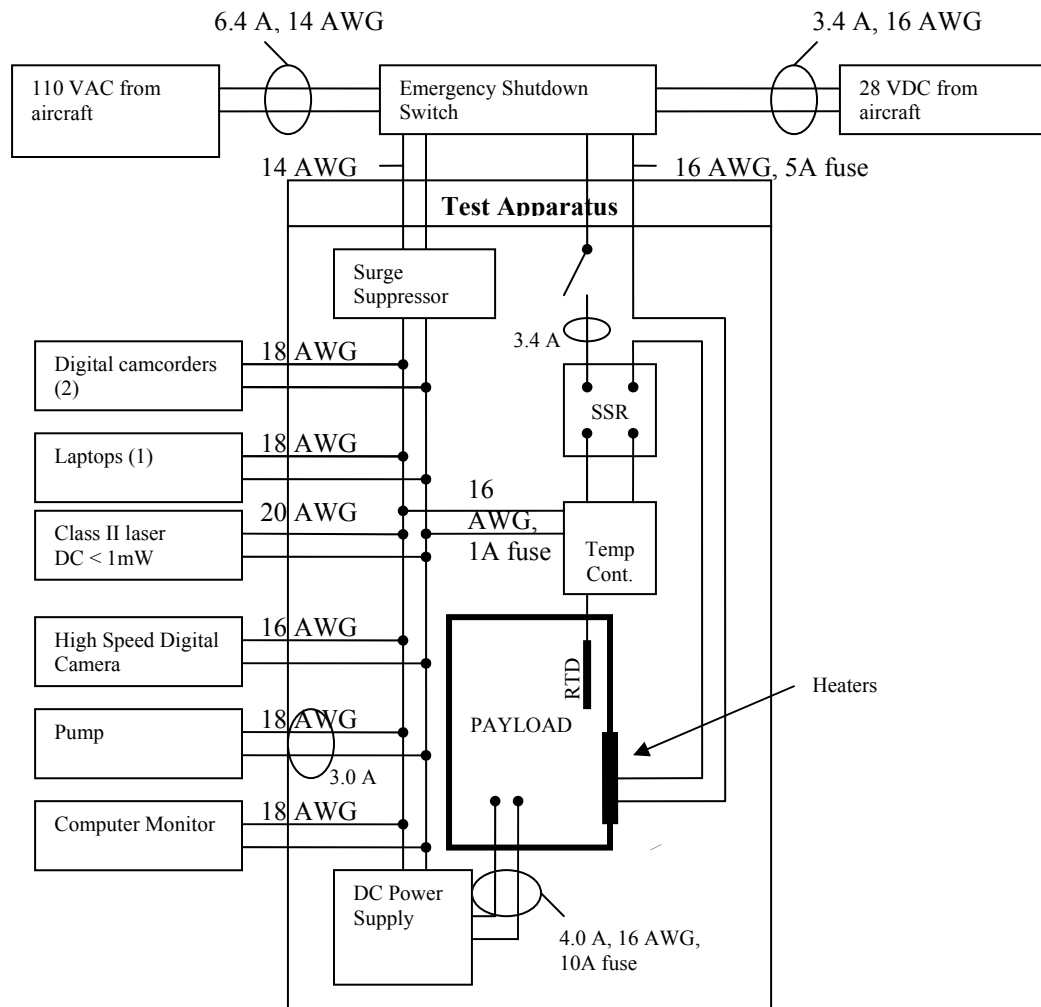 6.4 A, 14 AWG
3.4 A, 16 AWG
110 VAC from
aircraft
Emergency Shutdown
Switch
28 VDC from
aircraft
14 AWG
16 AWG, 5A fuse
Test Apparatus
Surge
Suppressor
3.4 A
Digital camcorders
(2)
18 AWG
SSR
Laptops (1)
18 AWG
16
AWG,
1A fuse
Class II laser
DC < 1mW
20 AWG
Temp
Cont.
High Speed Digital
Camera
16 AWG
RTD
Heaters
PAYLOAD
Pump
18 AWG
3.0 A
Computer Monitor
18 AWG
DC Power
Supply
4.0 A, 16 AWG,
10A fuse